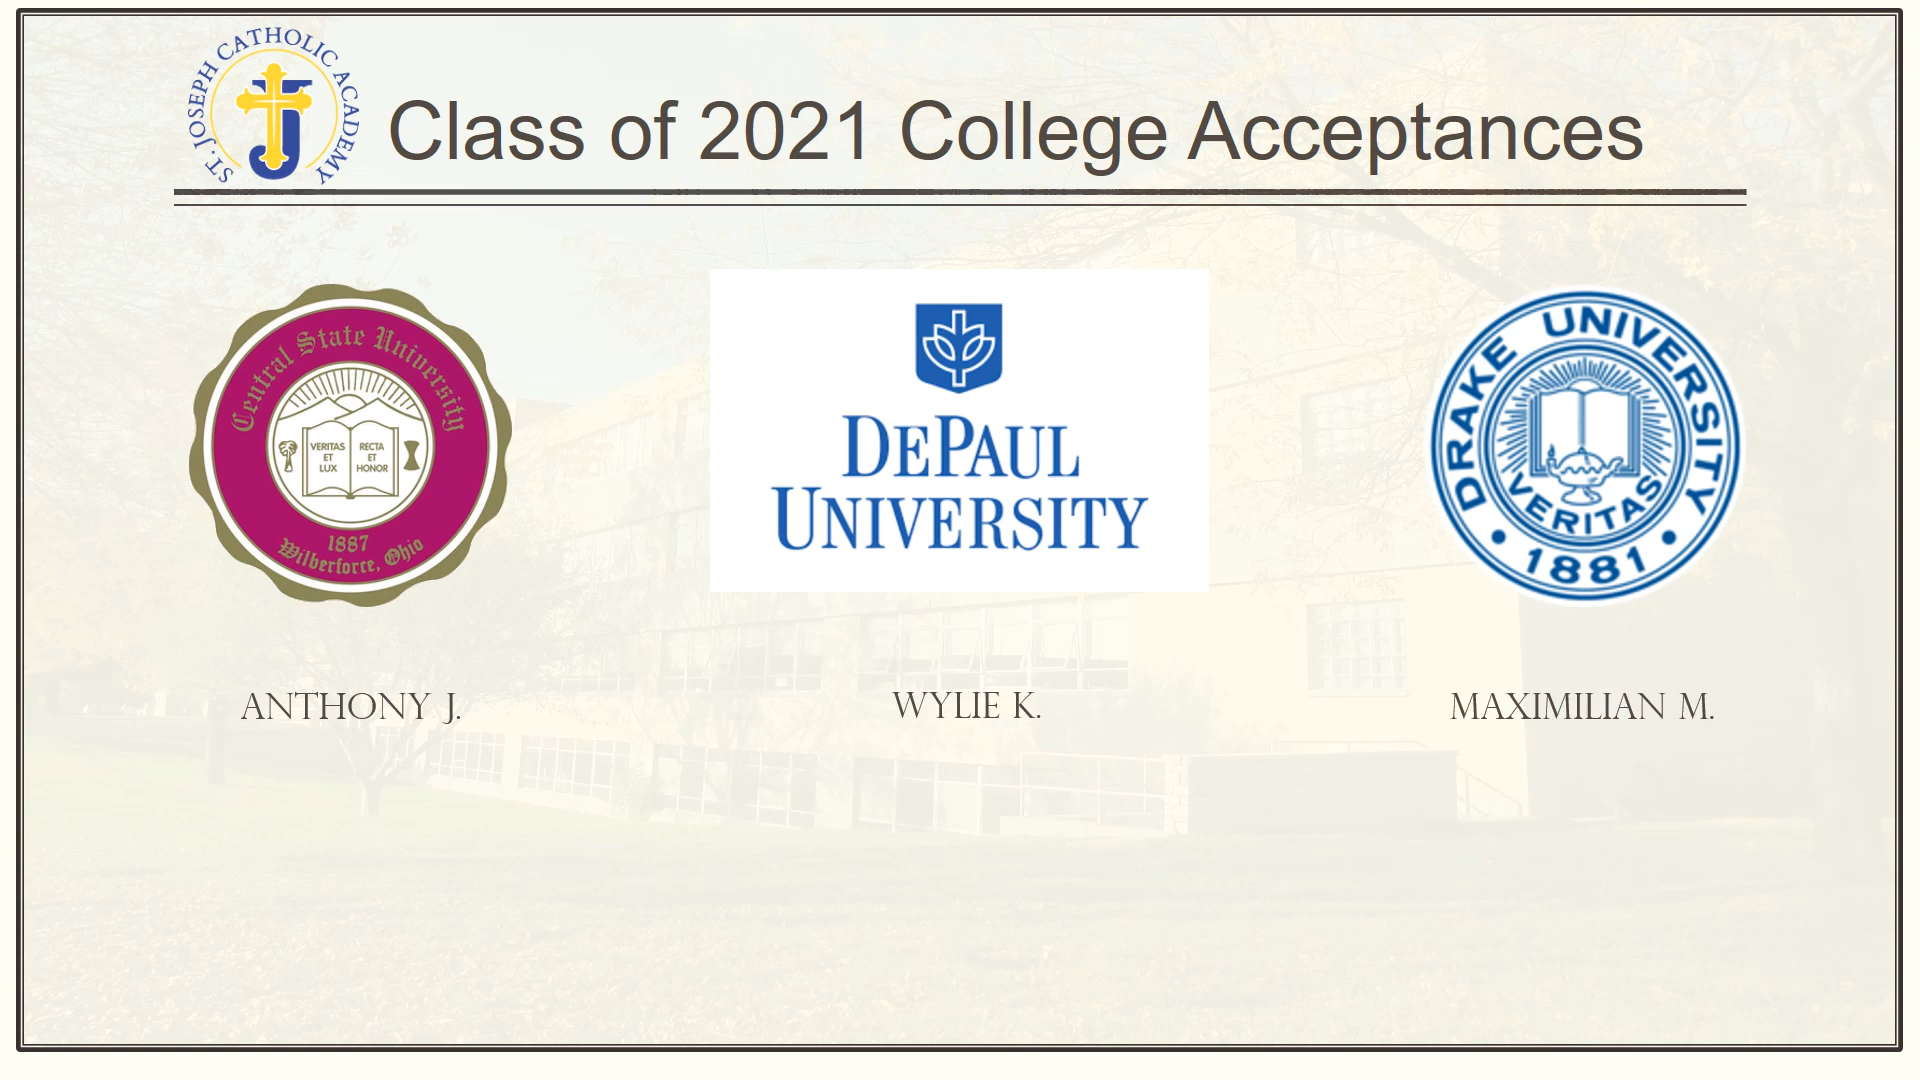 ST. JOSEPH CATHOLIC ACADEMY
J
Class of 2021 College Acceptances
Central State University
VERITAS
ET
LUX
RECTA
ET
HONOR
1887
Wilberforce, Ohio
DEPAUL
UNIVERSITY
DRAKE UNIVERSITY
VERITAS
• 1881 •
ANTHONY J.
WYLIE K.
MAXIMILIAN M.